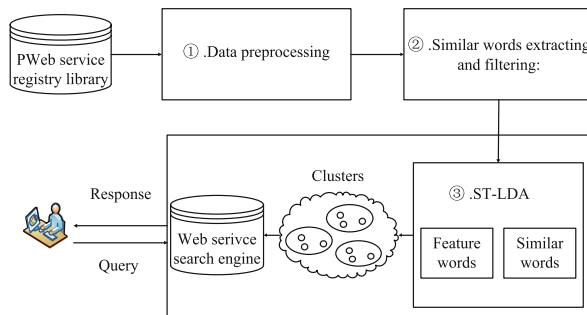 PWeb service
registry library
① .Data preprocessing
② .Similar words extracting
and filtering:
Clusters
③ .ST-LDA
Response
Web serivce
search engine
Feature
words
Similar
words
Query